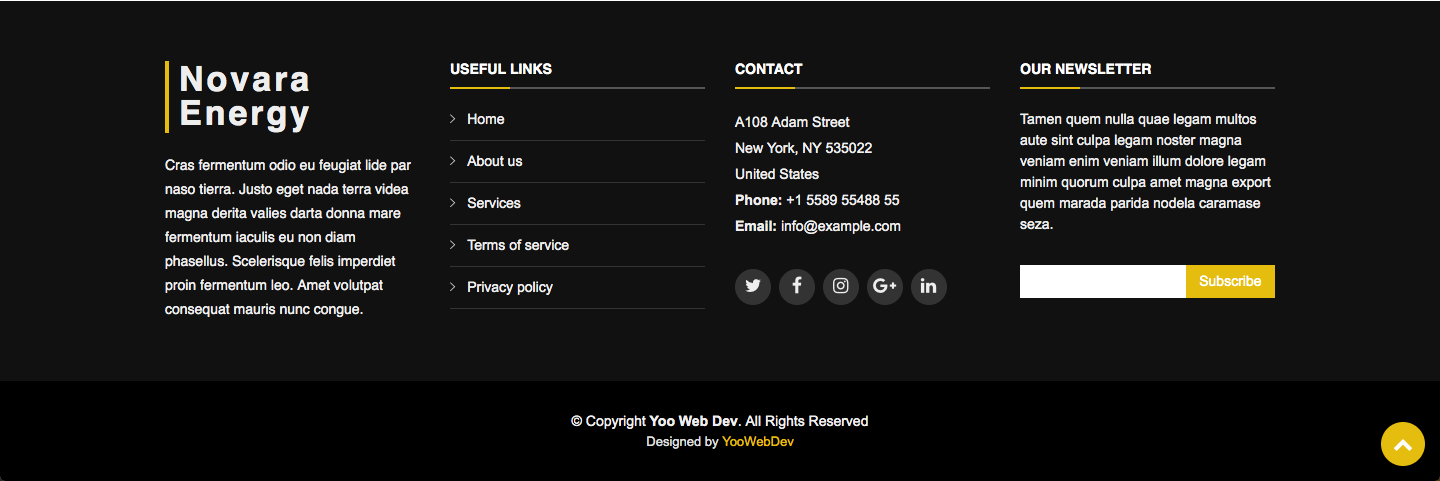 Novara
Energy
Cras fermentum odio eu feugiat lide par
naso tierra. Justo eget nada terra videa
magna derita valies darta donna mare
fermentum iaculis eu non diam
phasellus. Scelerisque felis imperdiet
proin fermentum leo. Amet volutpat
consequat mauris nunc congue.
USEFUL LINKS
Home
About us
Services
Terms of service
Privacy policy
CONTACT
A108 Adam Street
New York, NY 535022
United States
Phone: +1 5589 55488 55
Email: info@example.com
OUR NEWSLETTER
Tamen quem nulla quae legam multos
aute sint culpa legam noster magna
veniam enim veniam illum dolore legam
minim quorum culpa amet magna export
quem marada parida nodela caramase
seza.
Subscribe
© Copyright Yoo Web Dev. All Rights Reserved
Designed by YooWebDev